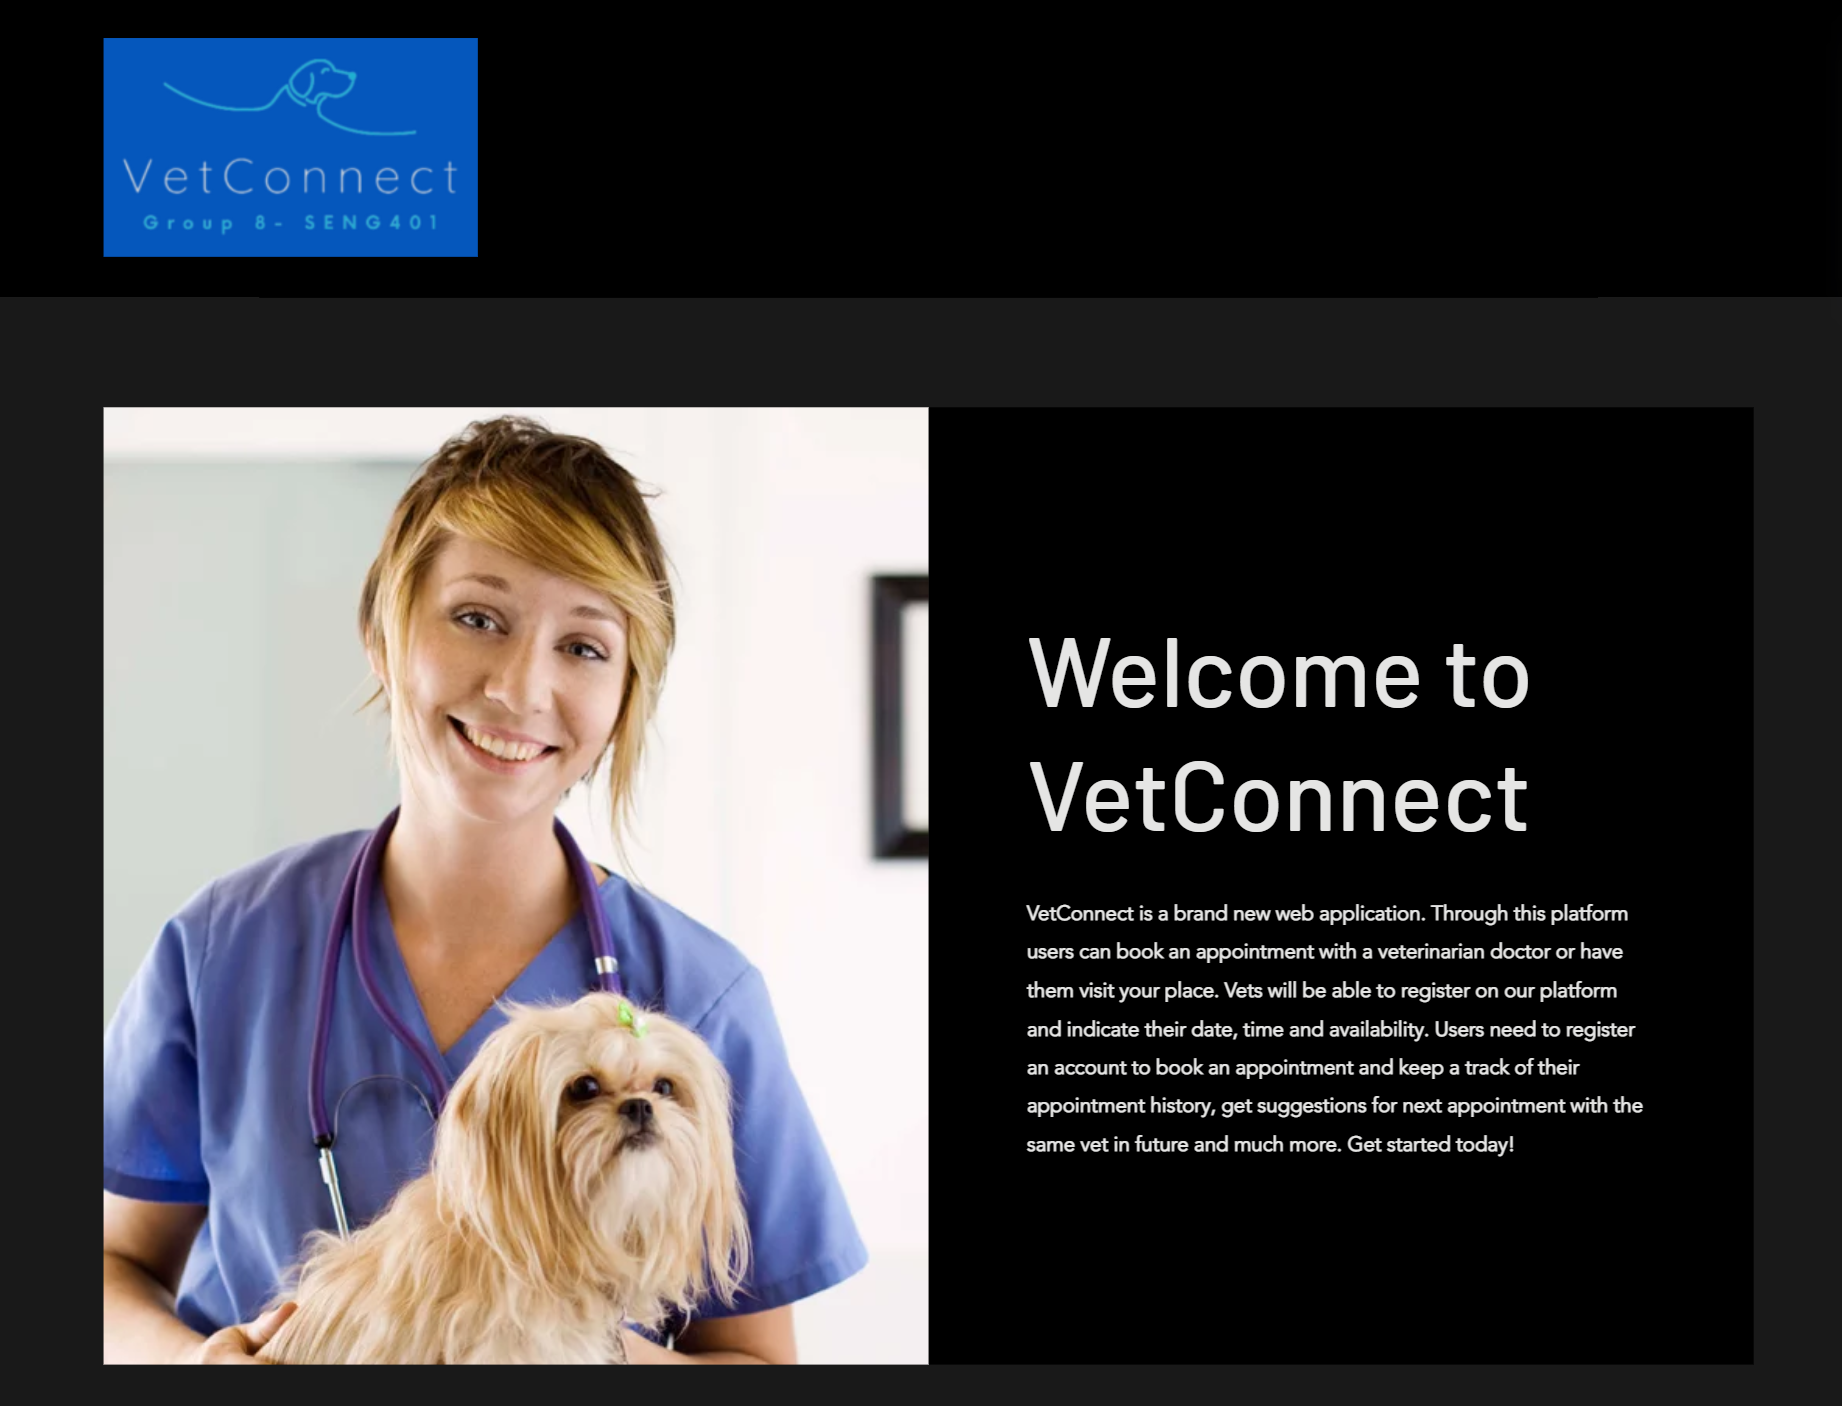 VetConnect
Group 8- SENG401
Welcome to
VetConnect
VetConnect is a brand new web application. Through this platform
users can book an appointment with a veterinarian doctor or have
them visit your place. Vets will be able to register on our platform
and indicate their date, time and availability. Users need to register
an account to book an appointment and keep a track of their
appointment history, get suggestions for next appointment with the
same vet in future and much more. Get started today!